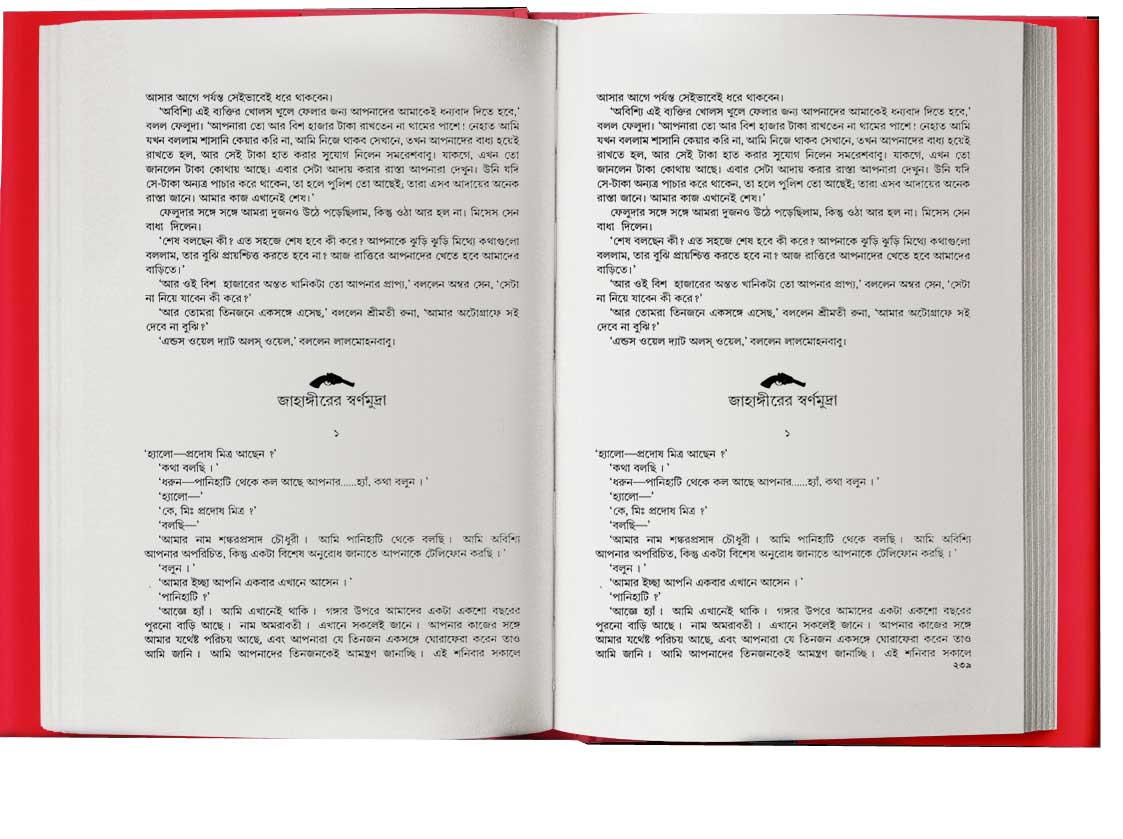 আসার আগে পর্যন্ত সেইভাবেই ধরে থাকবেন।
‘অবিশ্যি এই ব্যক্তির খোলস খুলে ফেলার জন্য আপনাদের আমাকেই ধন্যবাদ দিতে হবে,’
বলল ফেলুদা। ‘আপনারা তো আর বিশ হাজার টাকা রাখতেন না থামের পাশে! নেহাত আমি
যখন বললাম শাসানি কেয়ার করি না, আমি নিজে থাকব সেখানে, তখন আপনাদের বাধ্য হয়েই
রাখতে হল, আর সেই টাকা হাত করার সুযোগ নিলেন সমরেশবাবু। যাকগে, এখন তো
জানলেন টাকা কোথায় আছে। এবার সেটা আদায় করার রাস্তা আপনারা দেখুন। উনি যদি
সে-টাকা অন্যত্র পাচার করে থাকেন, তা হলে পুলিশ তো আছেই; তারা এসব আদায়ের অনেক
রাস্তা জানে। আমার কাজ এখানেই শেষ।’
ফেলুদার সঙ্গে সঙ্গে আমরা দুজনও উঠে পড়েছিলাম, কিন্তু ওঠা আর হল না। মিসেস সেন
বাধা দিলেন।
‘শেষ বলছেন কী? এত সহজে শেষ হবে কী করে? আপনাকে ঝুড়ি ঝুড়ি মিথ্যে কথাগুলো
বললাম, তার বুঝি প্রায়শ্চিত্ত করতে হবে না? আজ রাত্তিরে আপনাদের খেতে হবে আমাদের
বাড়িতে।’
‘আর ওই বিশ হাজারের অন্তত খানিকটা তো আপনার প্রাপ্য,’ বললেন অম্বর সেন, ‘সেটা
না নিয়ে যাবেন কী করে?’
‘আর তোমরা তিনজনে একসঙ্গে এসেছ,’ বললেন শ্রীমতী রুনা, ‘আমার অটোগ্রাফে সই
দেবে না বুঝি?’
‘এন্ডস ওয়েল দ্যাট অলস্ ওয়েল,’ বললেন লালমোহনবাবু।
জাহাঙ্গীরের স্বর্ণমুদ্রা
১
‘হ্যালো—প্রদোষ মিত্র আছেন ?’
‘কথা বলছি ।’
‘ধরুন—পানিহাটি থেকে কল আছে আপনার......হ্যাঁ, কথা বলুন ।’
‘হ্যালো—’
‘কে, মিঃ প্রদোষ মিত্র ?’
‘বলছি—’
‘আমার নাম শঙ্করপ্রসাদ চৌধুরী । আমি পানিহাটি থেকে বলছি । আমি অবিশ্যি
আপনার অপরিচিত, কিন্তু একটা বিশেষ অনুরোধ জানাতে আপনাকে টেলিফোন করছি ।’
‘বলুন ।’
‘আমার ইচ্ছা আপনি একবার এখানে আসেন ।’
‘পানিহাটি ?’
‘আজ্ঞে হ্যাঁ । আমি এখানেই থাকি । গঙ্গার উপরে আমাদের একটা একশো বছরের
পুরনো বাড়ি আছে । নাম অমরাবতী । এখানে সকলেই জানে । আপনার কাজের সঙ্গে
আমার যথেষ্ট পরিচয় আছে, এবং আপনারা যে তিনজন একসঙ্গে ঘোরাফেরা করেন তাও
আমি জানি । আমি আপনাদের তিনজনকেই আমন্ত্রণ জানাচ্ছি । এই শনিবার সকালে
আসার আগে পর্যন্ত সেইভাবেই ধরে থাকবেন।
‘অবিশ্যি এই ব্যক্তির খোলস খুলে ফেলার জন্য আপনাদের আমাকেই ধন্যবাদ দিতে হবে,’
বলল ফেলুদা। ‘আপনারা তো আর বিশ হাজার টাকা রাখতেন না থামের পাশে! নেহাত আমি
যখন বললাম শাসানি কেয়ার করি না, আমি নিজে থাকব সেখানে, তখন আপনাদের বাধ্য হয়েই
রাখতে হল, আর সেই টাকা হাত করার সুযোগ নিলেন সমরেশবাবু। যাকগে, এখন তো
জানলেন টাকা কোথায় আছে। এবার সেটা আদায় করার রাস্তা আপনারা দেখুন। উনি যদি
সে-টাকা অন্যত্র পাচার করে থাকেন, তা হলে পুলিশ তো আছেই; তারা এসব আদায়ের অনেক
রাস্তা জানে। আমার কাজ এখানেই শেষ।’
ফেলুদার সঙ্গে সঙ্গে আমরা দুজনও উঠে পড়েছিলাম, কিন্তু ওঠা আর হল না। মিসেস সেন
বাধা দিলেন।
‘শেষ বলছেন কী? এত সহজে শেষ হবে কী করে? আপনাকে ঝুড়ি ঝুড়ি মিথ্যে কথাগুলো
বললাম, তার বুঝি প্রায়শ্চিত্ত করতে হবে না? আজ রাত্তিরে আপনাদের খেতে হবে আমাদের
বাড়িতে।’
‘আর ওই বিশ হাজারের অন্তত খানিকটা তো আপনার প্রাপ্য,’ বললেন অম্বর সেন, ‘সেটা
না নিয়ে যাবেন কী করে?’
‘আর তোমরা তিনজনে একসঙ্গে এসেছ,’ বললেন শ্রীমতী রুনা, ‘আমার অটোগ্রাফে সই
দেবে না বুঝি?’
‘এন্ডস ওয়েল দ্যাট অলস্ ওয়েল,’ বললেন লালমোহনবাবু।
জাহাঙ্গীরের স্বর্ণমুদ্রা
১
‘হ্যালো—প্রদোষ মিত্র আছেন ?’
‘কথা বলছি ।’
‘ধরুন—পানিহাটি থেকে কল আছে আপনার......হ্যাঁ, কথা বলুন ।’
‘হ্যালো—’
‘কে, মিঃ প্রদোষ মিত্র ?’
‘বলছি—’
‘আমার নাম শঙ্করপ্রসাদ চৌধুরী । আমি পানিহাটি থেকে বলছি । আমি অবিশ্যি
আপনার অপরিচিত, কিন্তু একটা বিশেষ অনুরোধ জানাতে আপনাকে টেলিফোন করছি ।’
‘বলুন ।’
‘আমার ইচ্ছা আপনি একবার এখানে আসেন ।’
‘পানিহাটি ?’
‘আজ্ঞে হ্যাঁ । আমি এখানেই থাকি । গঙ্গার উপরে আমাদের একটা একশো বছরের
পুরনো বাড়ি আছে । নাম অমরাবতী । এখানে সকলেই জানে । আপনার কাজের সঙ্গে
আমার যথেষ্ট পরিচয় আছে, এবং আপনারা যে তিনজন একসঙ্গে ঘোরাফেরা করেন তাও
আমি জানি । আমি আপনাদের তিনজনকেই আমন্ত্রণ জানাচ্ছি । এই শনিবার সকালে
২৩৯